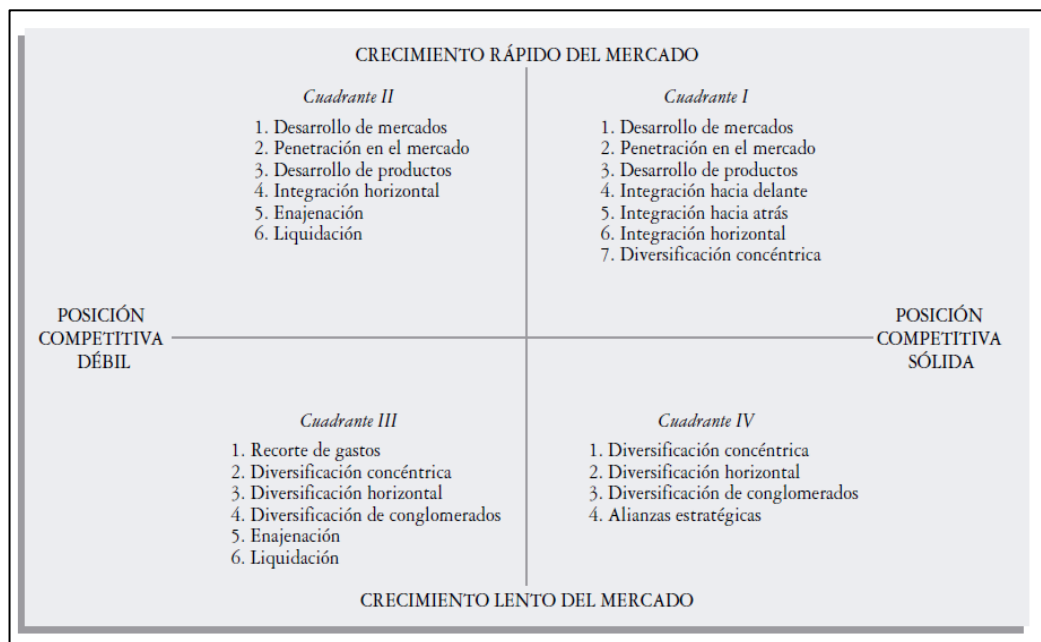 CRECIMIENTO RÁPIDO DEL MERCADO
Cuadrante II
1. Desarrollo de mercados
2. Penetración en el mercado
3. Desarrollo de productos
4. Integración horizontal
5. Enajenación
6. Liquidación
Cuadrante I
1. Desarrollo de mercados
2. Penetración en el mercado
3. Desarrollo de productos
4. Integración hacia delante
5. Integración hacia atrás
6. Integración horizontal
7. Diversificación concéntrica
POSICIÓN
COMPETITIVA
DÉBIL
POSICIÓN
COMPETITIVA
SÓLIDA
Cuadrante III
1. Recorte de gastos
2. Diversificación concéntrica
3. Diversificación horizontal
4. Diversificación de conglomerados
5. Enajenación
6. Liquidación
Cuadrante IV
1. Diversificación concéntrica
2. Diversificación horizontal
3. Diversificación de conglomerados
4. Alianzas estratégicas
CRECIMIENTO LENTO DEL MERCADO